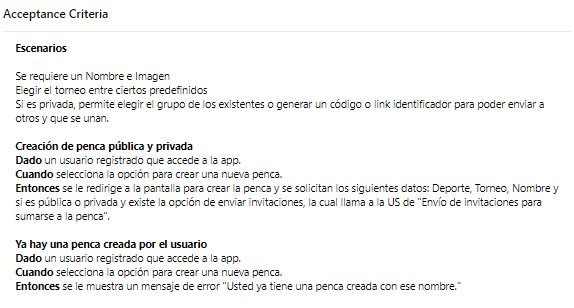 Acceptance Criteria
Escenarios
Se requiere un Nombre e Imagen
Elegir el torneo entre ciertos predefinidos
Si es privada, permite elegir el grupo de los existentes o generar un código o link identificador para poder enviar a
otros y que se unan.
Creación de penca pública y privada
Dado un usuario registrado que accede a la app.
Cuando selecciona la opción para crear una nueva penca.
Entonces se le redirige a la pantalla para crear la penca y se solicitan los siguientes datos: Deporte, Torneo, Nombre y
si es pública o privada y existe la opción de enviar invitaciones, la cual llama a la US de "Envío de invitaciones para
sumarse a la penca".
Ya hay una penca creada por el usuario
Dado un usuario registrado que accede a la app.
Cuando selecciona la opción para crear una nueva penca.
Entonces se le muestra un mensaje de error "Usted ya tiene una penca creada con ese nombre."